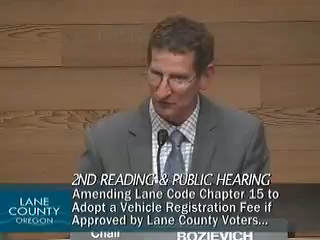 2ND READING & PUBLIC HEARING
Amending Lane Code Chapter 15 to
Adopt a Vehicle Registration Fee if
Approved by Lane County Voters...
LANE
COUNTY
OREGON
Chair
BOZIEVICH